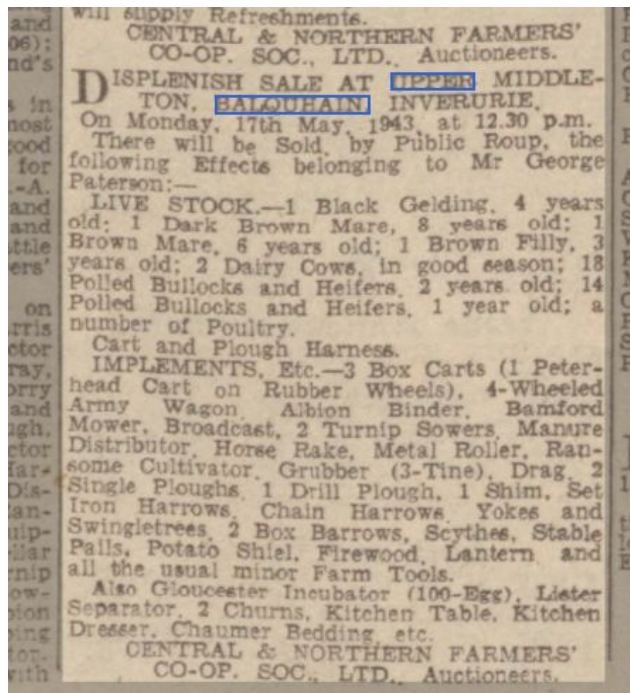 will supply Refreshments.
CENTRAL & NORTHERN FARMERS'
CO-OP. SOC., LTD., Auctioneers.
DISPLENISH SALE AT UPPER MIDDLE-
TON, BALQUHAIN, INVERURIE,
On Monday, 17th May, 1943, at 12.30 p.m.
There will be Sold, by Public Roup, the
following Effects belonging to Mr George
Paterson:—
LIVE STOCK.—1 Black Gelding, 4 years
old; 1 Dark Brown Mare, 8 years old; 1
Brown Mare, 6 years old; 1 Brown Filly, 3
years old; 2 Dairy Cows, in good season; 18
Polled Bullocks and Heifers, 2 years old; 14
Polled Bullocks and Heifers, 1 year old; a
number of Poultry.
Cart and Plough Harness.
IMPLEMENTS, Etc.—3 Box Carts (1 Peter-
head Cart on Rubber Wheels), 4-Wheeled
Army Wagon, Albion Binder, Bamford
Mower, Broadcast, 2 Turnip Sowers, Manure
Distributor, Horse Rake, Metal Roller, Ran-
some Cultivator, Grubber (3-Tine), Drag, 2
Single Ploughs, 1 Drill Plough, 1 Shim, Set
Iron Harrows, Chain Harrows, Yokes and
Swingletrees, 2 Box Barrows, Scythes, Stable
Pails, Potato Shiel, Firewood, Lantern and
all the usual minor Farm Tools.
Also Gloucester Incubator (100-Egg), Lister
Separator, 2 Churns, Kitchen Table, Kitchen
Dresser, Chaumer Bedding etc.
CENTRAL & NORTHERN FARMERS'
CO-OP. SOC., LTD., Auctioneers.